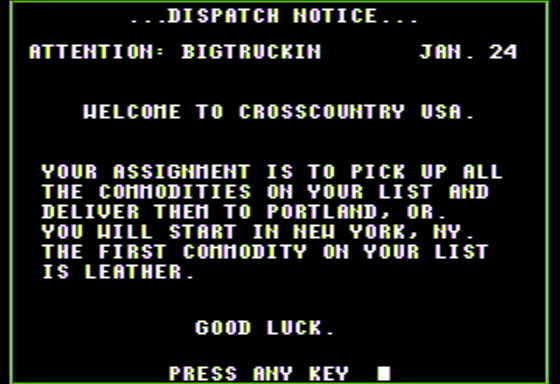 ...DISPATCH NOTICE...
ATTENTION: BIGTRUCKIN JAN. 24
WELCOME TO CROSSCOUNTRY USA.
YOUR ASSIGNMENT IS TO PICK UP ALL
THE COMMODITIES ON YOUR LIST AND
DELIVER THEM TO PORTLAND, OR.
YOU WILL START IN NEW YORK, NY.
THE FIRST COMMODITY ON YOUR LIST
IS LEATHER.
GOOD LUCK.
PRESS ANY KEY